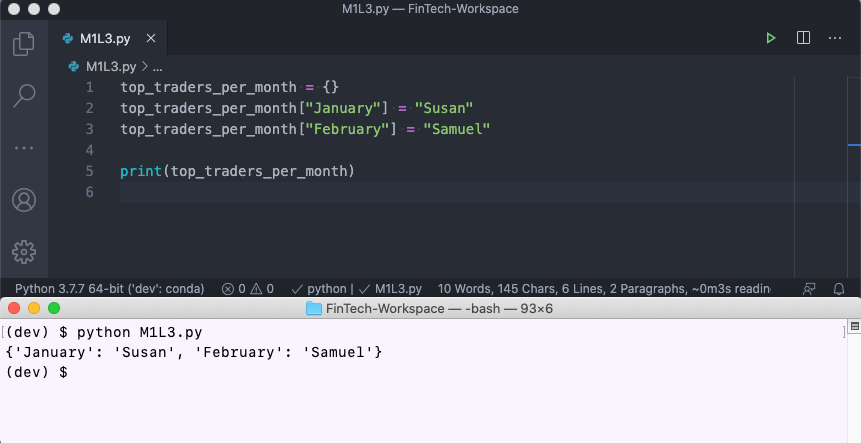 M1L3.py — FinTech-Workspace
M1L3.py
M1L3.py > ...
1 top_traders_per_month = {}
2 top_traders_per_month["January"] = "Susan"
3 top_traders_per_month["February"] = "Samuel"
4
5 print(top_traders_per_month)
6
Python 3.7.7 64-bit ('dev': conda) 0 0 python | M1L3.py 10 Words, 145 Chars, 6 Lines, 2 Paragraphs, ~0m3s readin
FinTech-Workspace — -bash — 93×6
[(dev) $ python M1L3.py ]
{'January': 'Susan', 'February': 'Samuel'}
(dev) $